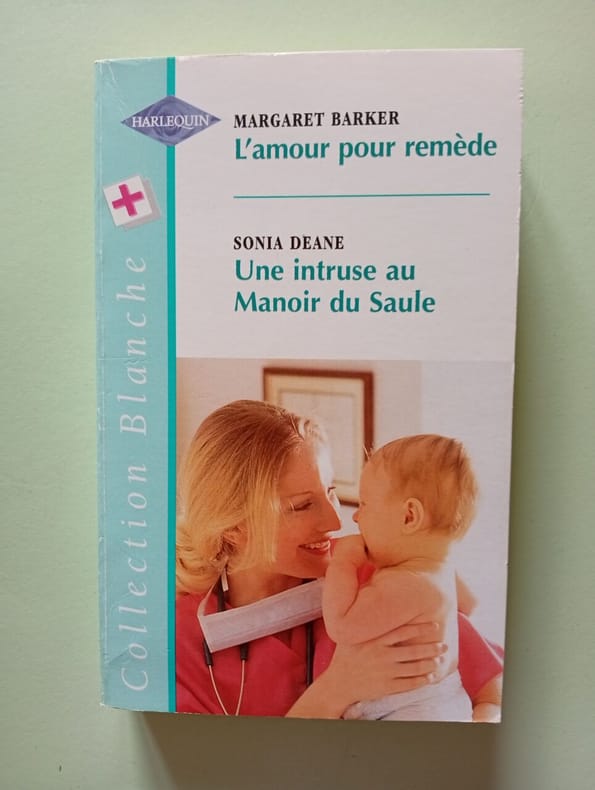 HARLEQUIN
MARGARET BARKER
L'amour pour remède
SONIA DEANE
Une intruse au
Manoir du Saule
Collection Blanche